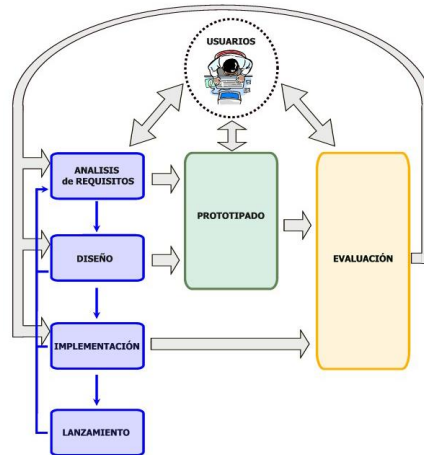 USUARIOS
ANALISIS
de REQUISITOS
PROTOTIPADO
DISEÑO
EVALUACIÓN
IMPLEMENTACIÓN
LANZAMIENTO